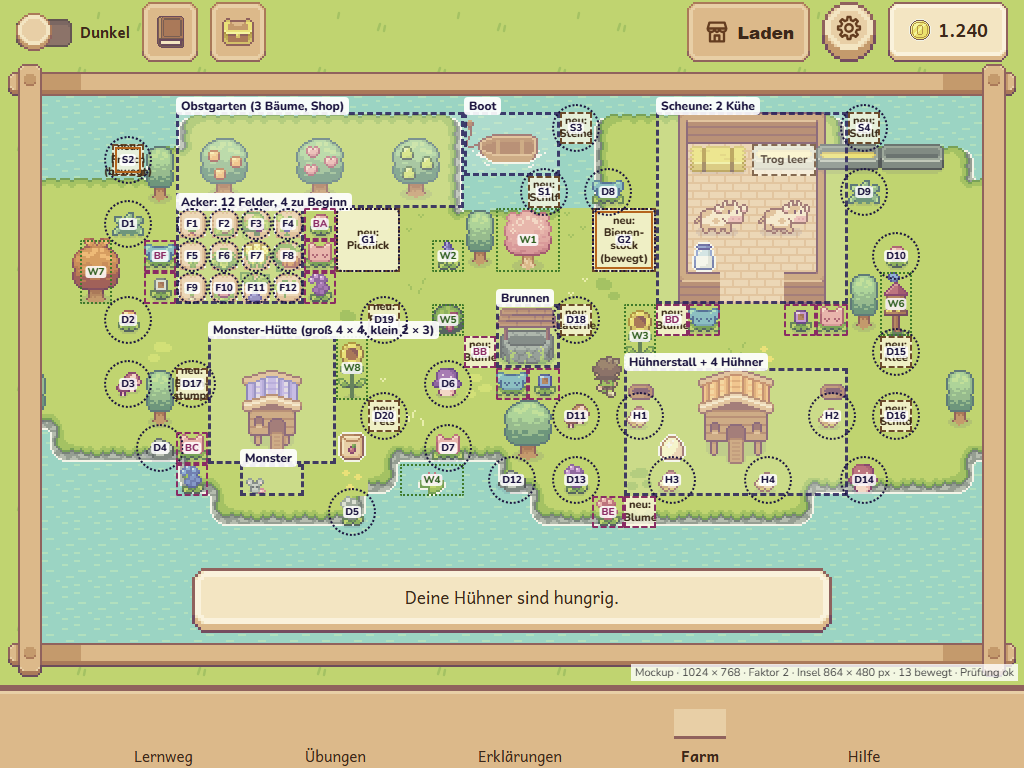 Dunkel
Laden
1.240
Obstgarten (3 Bäume, Shop)
Boot
Scheune: 2 Kühe
S3
S4
S2
Trog leer
S1
D8
D9
Acker: 12 Felder, 4 zu Beginn
D1
F1
F2
F3
F4
BA
neu:
Picknick
G1
W1
neu:
Bienen-
stock
(bewegt)
G2
BF
F5
F6
F7
F8
W2
D10
W7
F9
F10
F11
F12
W6
Brunnen
D2
D19
W5
D18
W3
BD
Monster-Hütte (groß 4 × 4, klein 2 × 3)
BB
D15
Hühnerstall + 4 Hühner
W8
D3
D17
D6
D20
D11
H1
H2
D16
D4
BC
D7
Monster
W4
D12
D13
H3
H4
D14
D5
BE
neu:
Blume
Deine Hühner sind hungrig.
Mockup · 1024 × 768 · Faktor 2 · Insel 864 × 480 px · 13 bewegt · Prüfung ok
Lernweg
Übungen
Erklärungen
Farm
Hilfe